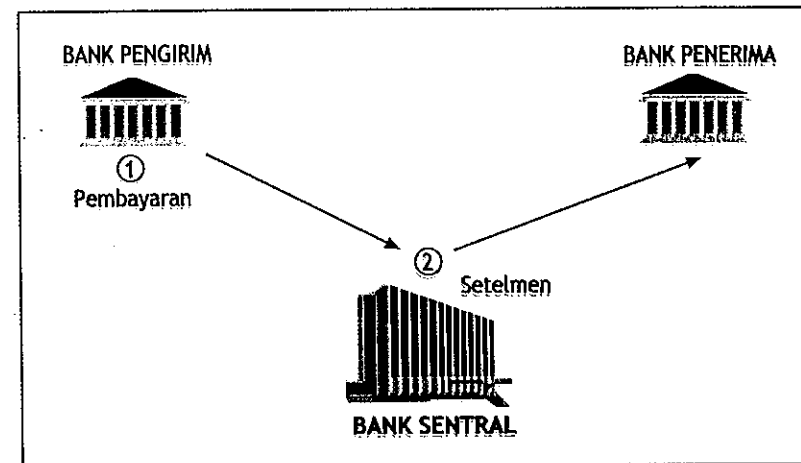 BANK PENGIRIM
BANK PENERIMA
①
Pembayaran
②
Setelmen
BANK SENTRAL